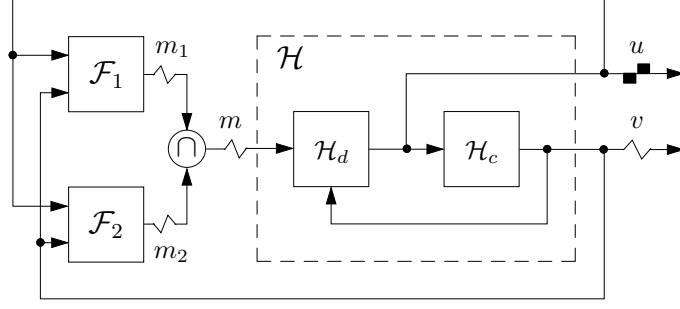 m₁
ℱ₁
ℋ
u
m
∩
ℋ_d
ℋ_c
v
ℱ₂
m₂